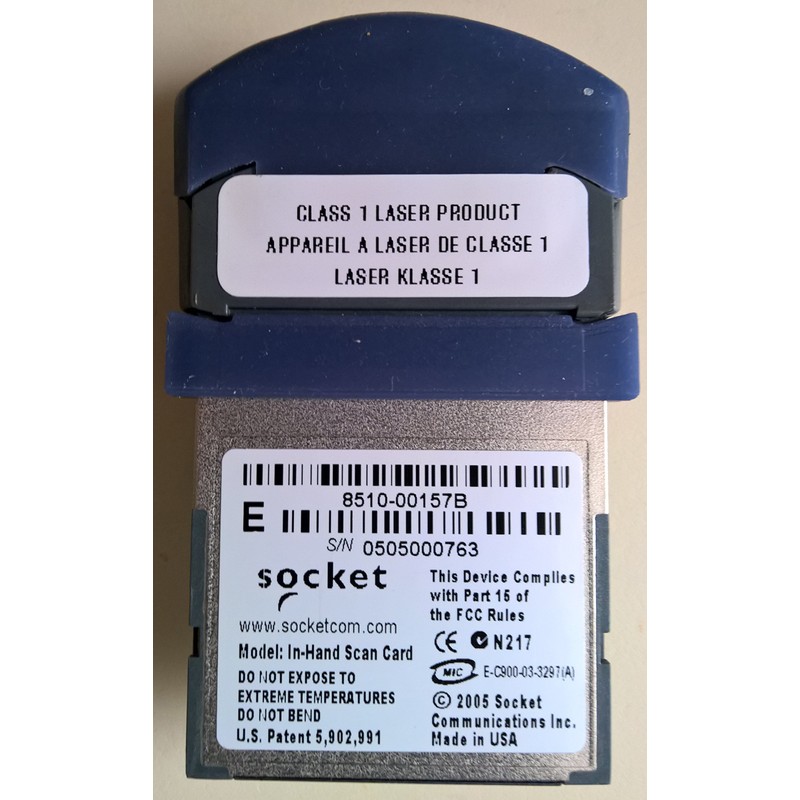 CLASS 1 LASER PRODUCT
APPAREIL A LASER DE CLASSE 1
LASER KLASSE 1
8510-00157B
E
S/N 0505000763
socket
www.socketcom.com
Model: In-Hand Scan Card
DO NOT EXPOSE TO
EXTREME TEMPERATURES
DO NOT BEND
U.S. Patent 5,902,991
This Device Complies
with Part 15 of
the FCC Rules
CE N217
MIC E-C900-03-3297(A)
© 2005 Socket
Communications Inc.
Made in USA